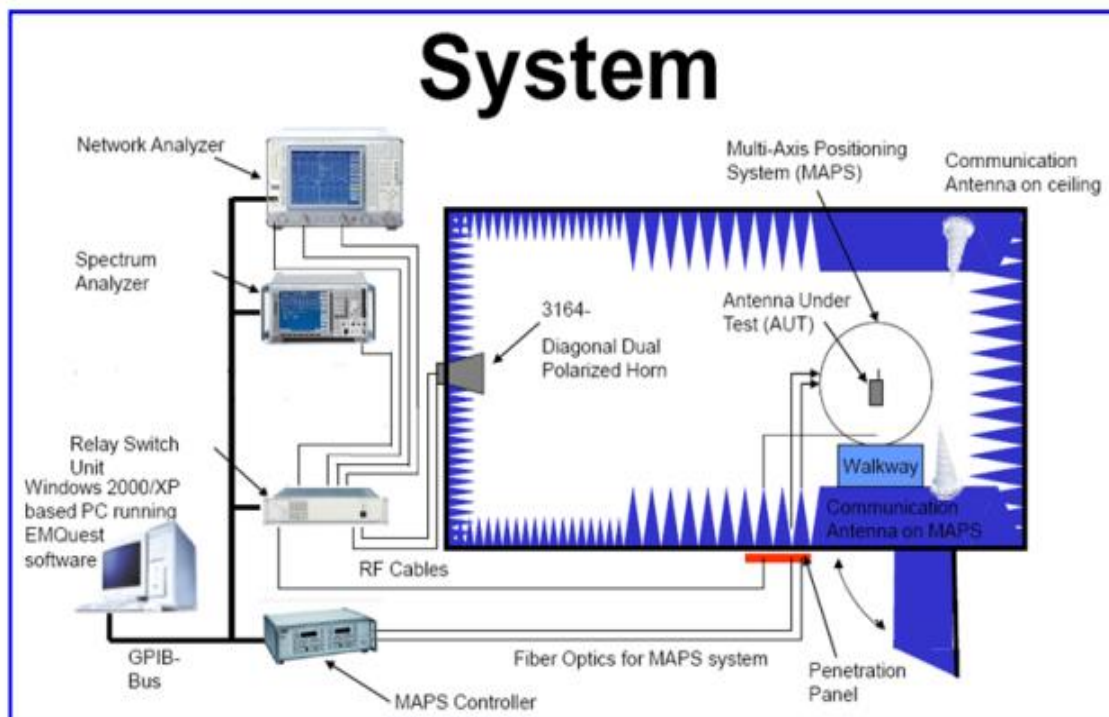 System
Network Analyzer
Multi-Axis Positioning
System (MAPS)
Communication
Antenna on ceiling
Spectrum
Analyzer
3164-
Diagonal Dual
Polarized Horn
Antenna Under
Test (AUT)
Relay Switch
Unit
Windows 2000/XP
based PC running
EMQuest
software
Walkway
Communication
Antenna on MAPS
RF Cables
GPIB-
Bus
Fiber Optics for MAPS system
Penetration
Panel
MAPS Controller